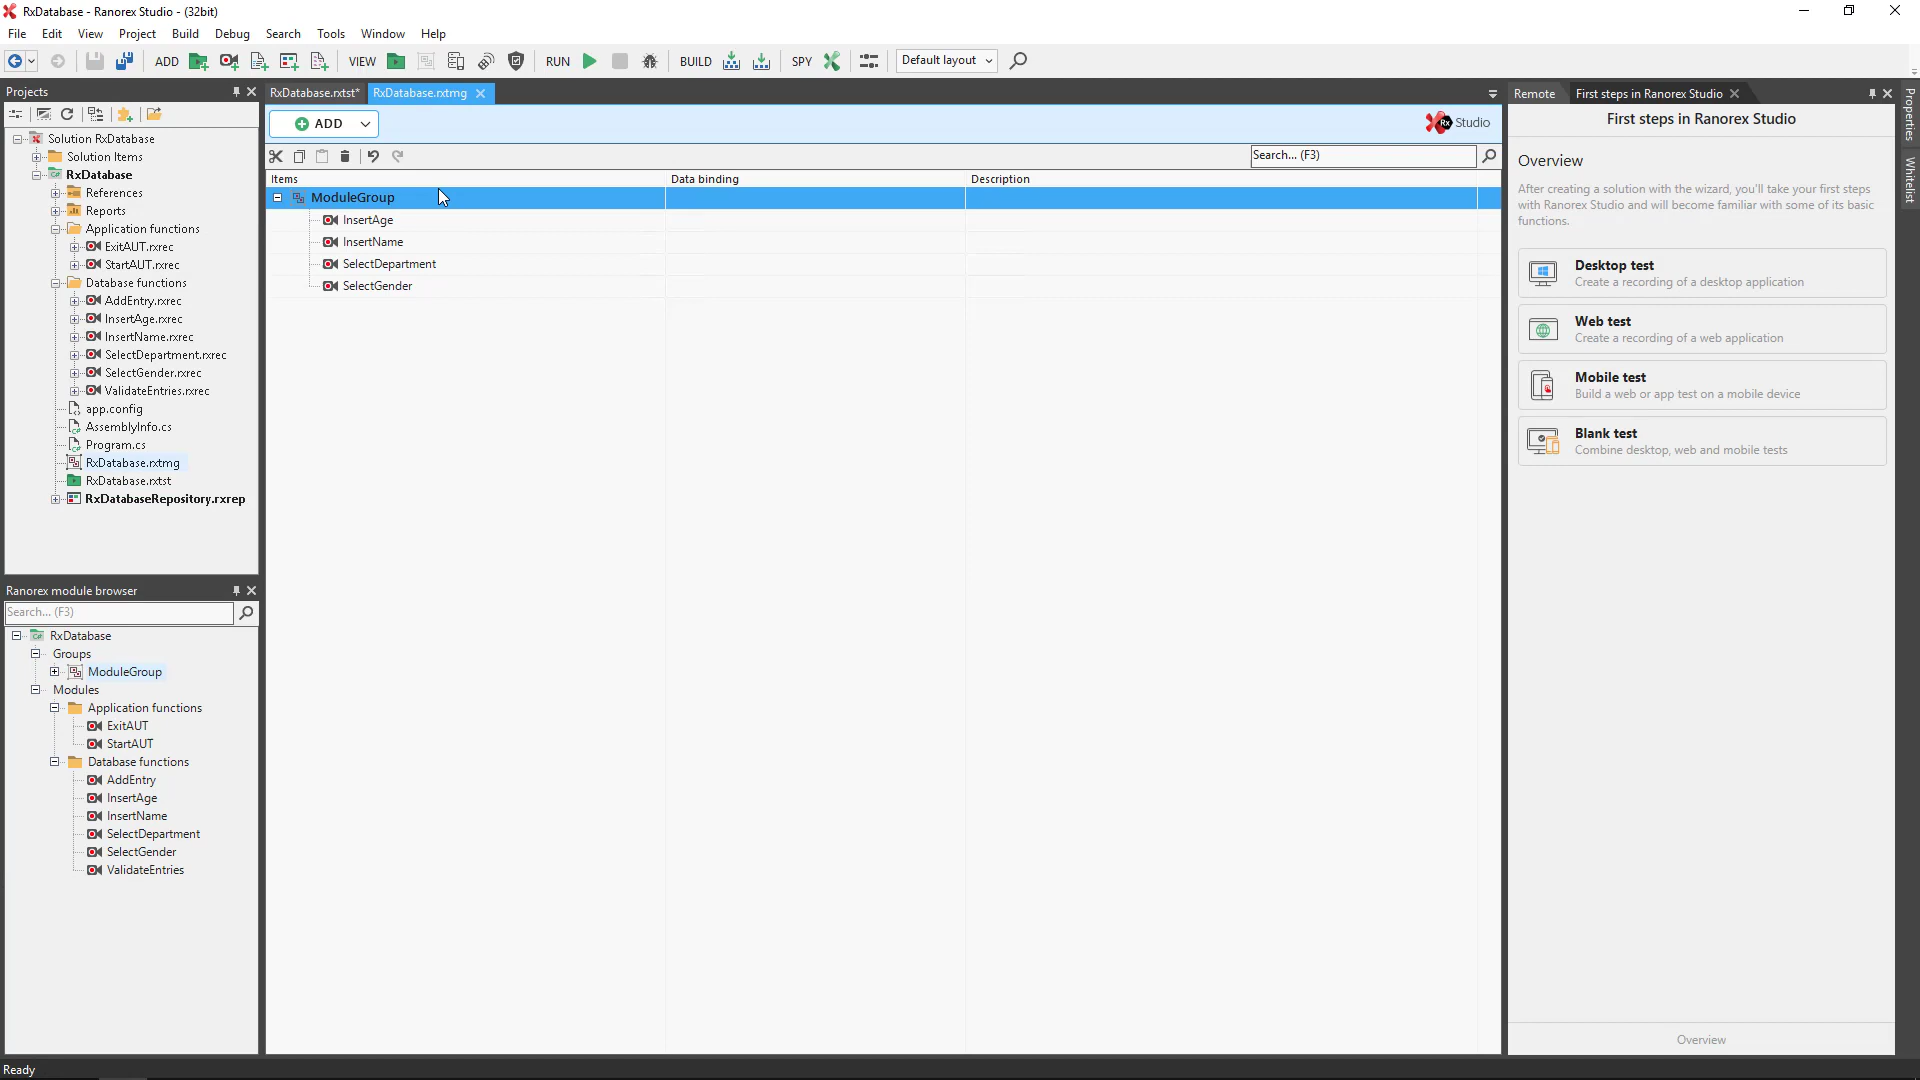 RxDatabase - Ranorex Studio - (32bit)
File Edit View Project Build Debug Search Tools Window Help
ADD VIEW RUN BUILD SPY Default layout
Projects
Solution RxDatabase
Solution Items
RxDatabase
References
Reports
Application functions
ExitAUT.rxrec
StartAUT.rxrec
Database functions
AddEntry.rxrec
InsertAge.rxrec
InsertName.rxrec
SelectDepartment.rxrec
SelectGender.rxrec
ValidateEntries.rxrec
app.config
AssemblyInfo.cs
Program.cs
RxDatabase.rxtmg
RxDatabase.rxtst
RxDatabaseRepository.rxrep
Ranorex module browser
Search... (F3)
RxDatabase
Groups
ModuleGroup
Modules
Application functions
ExitAUT
StartAUT
Database functions
AddEntry
InsertAge
InsertName
SelectDepartment
SelectGender
ValidateEntries
RxDatabase.rxtst* RxDatabase.rxtmg
ADD
Rx Studio
Search... (F3)
Items Data binding Description
ModuleGroup
InsertAge
InsertName
SelectDepartment
SelectGender
Remote First steps in Ranorex Studio
First steps in Ranorex Studio
Overview
After creating a solution with the wizard, you'll take your first steps
with Ranorex Studio and will become familiar with some of its basic
functions.
Desktop test
Create a recording of a desktop application
Web test
Create a recording of a web application
Mobile test
Build a web or app test on a mobile device
Blank test
Combine desktop, web and mobile tests
Overview
Properties
Whitelist
Ready